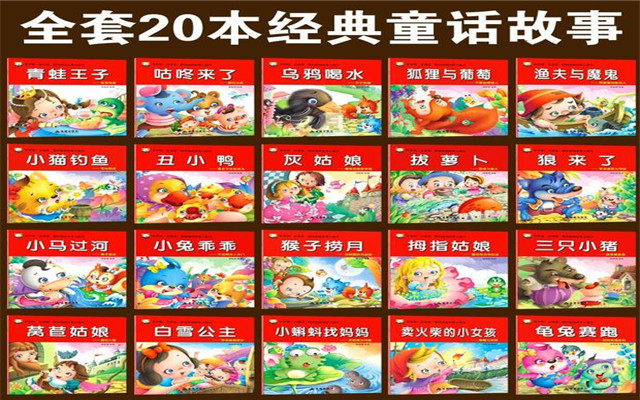 全套20本经典童话故事
青蛙王子
咕咚来了
乌鸦喝水
狐狸与葡萄
渔夫与魔鬼
小猫钓鱼
丑小鸭
灰姑娘
拔萝卜
狼来了
小马过河
小兔乖乖
猴子捞月
拇指姑娘
三只小猪
莴苣姑娘
白雪公主
小蝌蚪找妈妈
卖火柴的小女孩
龟兔赛跑